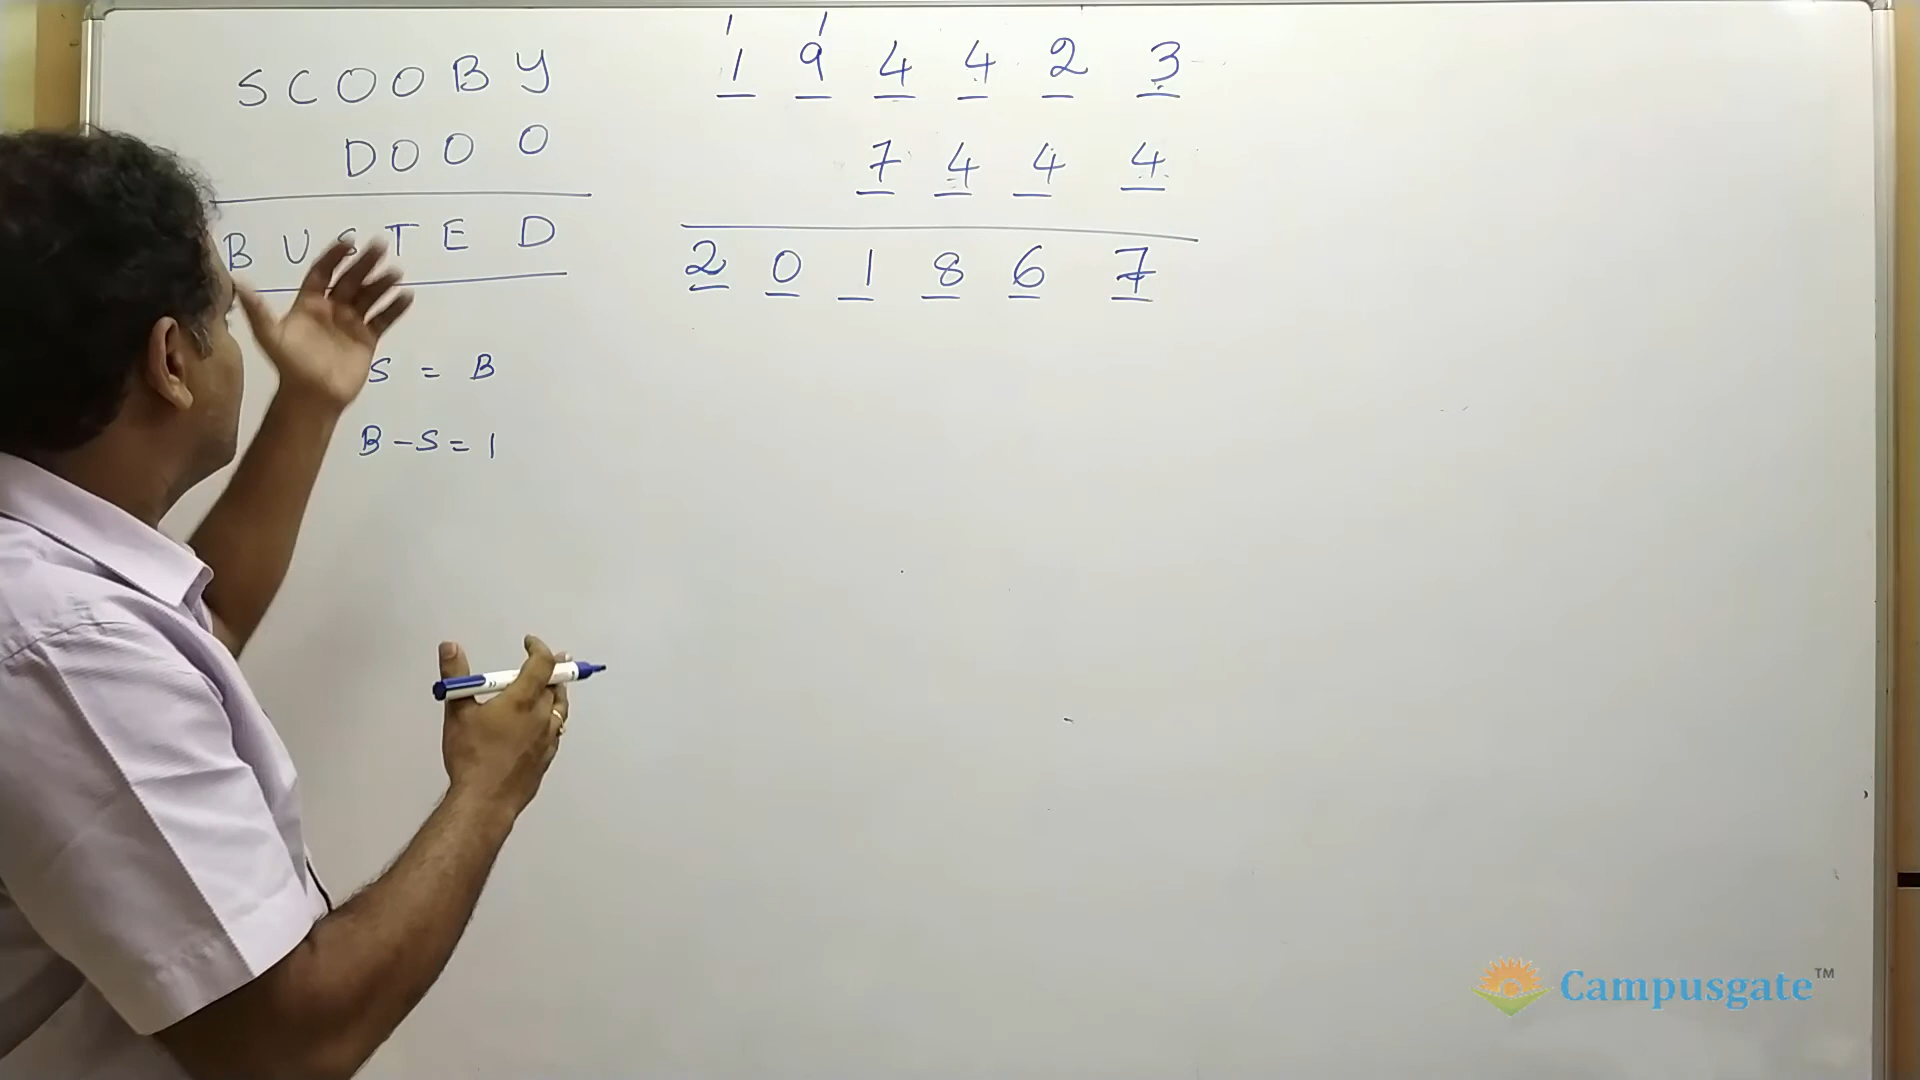 SCOOBY
DOOO
BUSTED
S = B
B - S = 1
1 1
1 9 4 4 2 3
7 4 4 4
2 0 1 8 6 7
Campusgate™